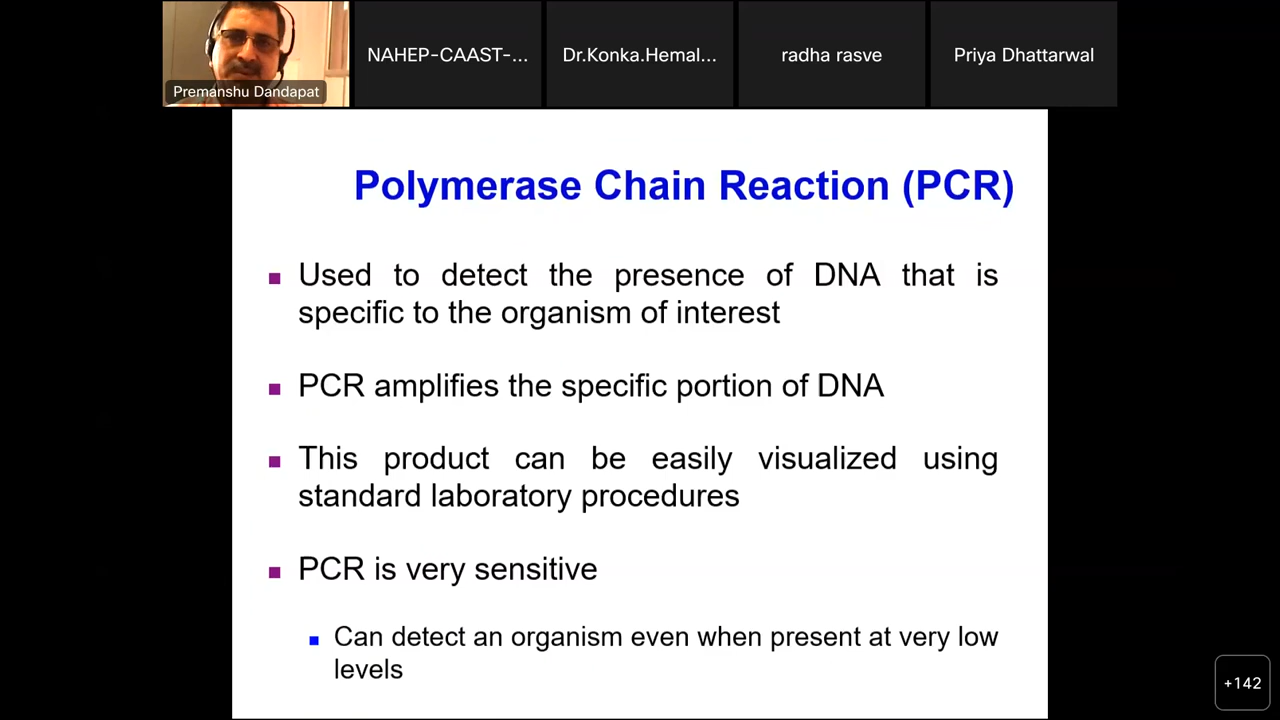 Premanshu Dandapat
NAHEP-CAAST-...
Dr.Konka.Hemal...
radha rasve
Priya Dhattarwal
Polymerase Chain Reaction (PCR)
Used to detect the presence of DNA that is
specific to the organism of interest
PCR amplifies the specific portion of DNA
This product can be easily visualized using
standard laboratory procedures
PCR is very sensitive
Can detect an organism even when present at very low
levels
+142